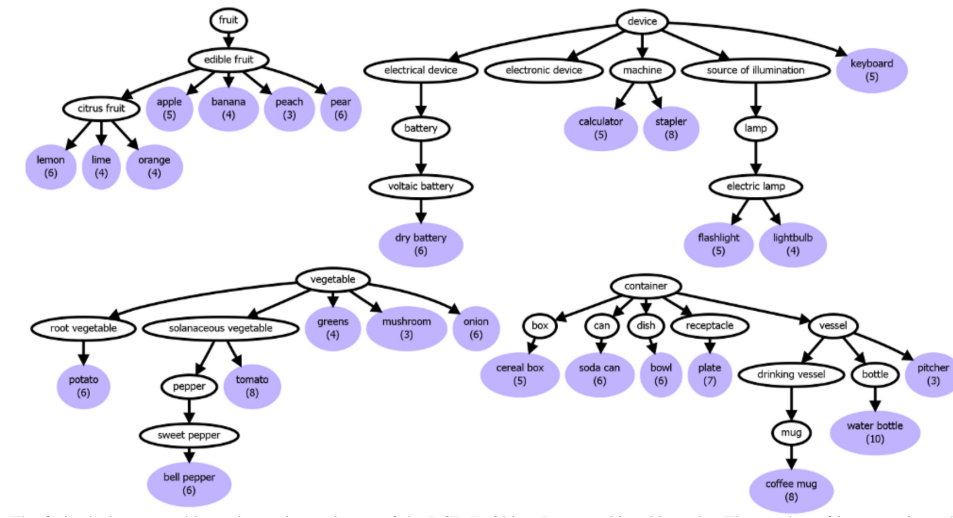 fruit
edible fruit
citrus fruit
apple
(5)
banana
(4)
peach
(3)
pear
(6)
lemon
(6)
lime
(4)
orange
(4)
device
electrical device
electronic device
machine
source of illumination
keyboard
(5)
battery
calculator
(5)
stapler
(8)
lamp
voltaic battery
electric lamp
dry battery
(6)
flashlight
(5)
lightbulb
(4)
vegetable
root vegetable
solanaceous vegetable
greens
(4)
mushroom
(3)
onion
(6)
potato
(6)
pepper
tomato
(8)
sweet pepper
bell pepper
(6)
container
box
can
dish
receptacle
vessel
cereal box
(5)
soda can
(6)
bowl
(6)
plate
(7)
drinking vessel
bottle
pitcher
(3)
mug
water bottle
(10)
coffee mug
(8)